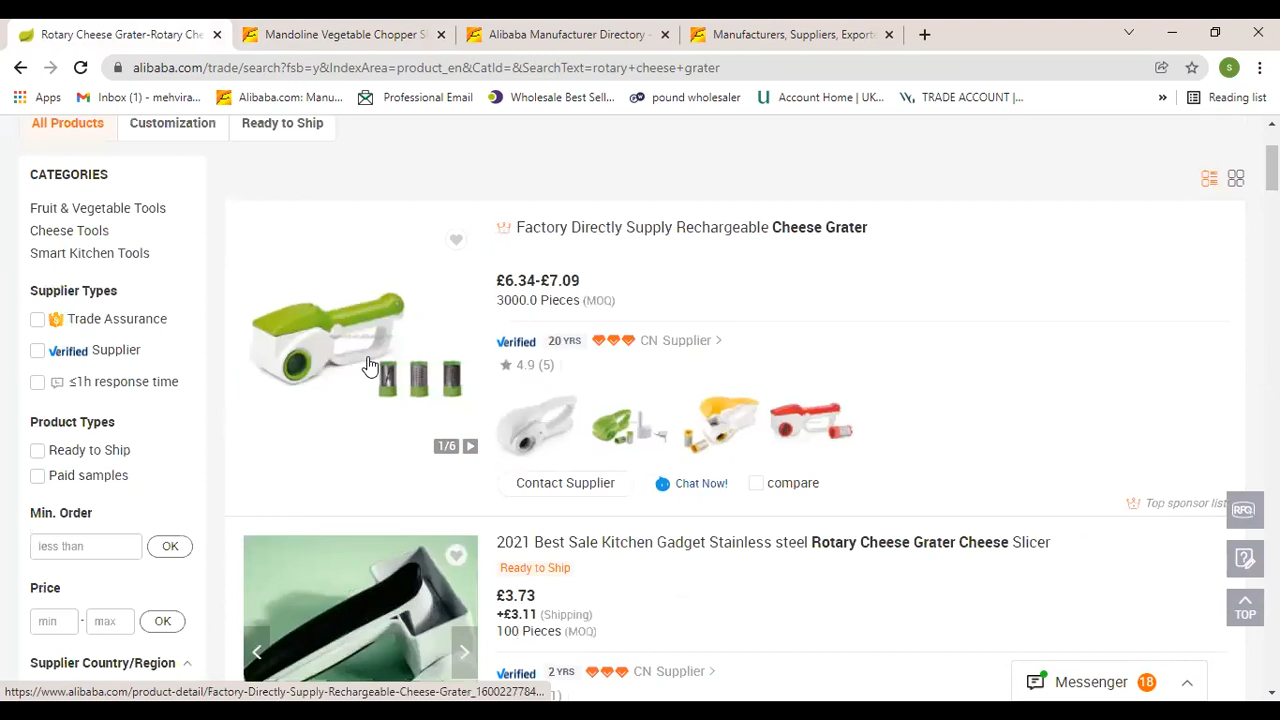 Rotary Cheese Grater-Rotary Che
Mandoline Vegetable Chopper S
Alibaba Manufacturer Directory -
Manufacturers, Suppliers, Export
alibaba.com/trade/search?fsb=y&IndexArea=product_en&CatId=&SearchText=rotary+cheese+grater
S
Apps
Inbox (1) - mehvira...
Alibaba.com: Manu...
Professional Email
Wholesale Best Sell...
pound wholesaler
Account Home | UK...
TRADE ACCOUNT |...
»
Reading list
All Products
Customization
Ready to Ship
CATEGORIES
Fruit & Vegetable Tools
Cheese Tools
Smart Kitchen Tools
Supplier Types
Trade Assurance
Verified Supplier
≤1h response time
Product Types
Ready to Ship
Paid samples
Min. Order
less than
OK
Price
min - max OK
Supplier Country/Region
Factory Directly Supply Rechargeable Cheese Grater
£6.34-£7.09
3000.0 Pieces (MOQ)
Verified 20 YRS CN Supplier >
4.9 (5)
1/6
Contact Supplier
Chat Now!
compare
Top sponsor list
2021 Best Sale Kitchen Gadget Stainless steel Rotary Cheese Grater Cheese Slicer
Ready to Ship
£3.73
+£3.11 (Shipping)
100 Pieces (MOQ)
Verified 2 YRS CN Supplier >
RFQ
TOP
Messenger 18
https://www.alibaba.com/product-detail/Factory-Directly-Supply-Rechargeable-Cheese-Grater_1600227784...